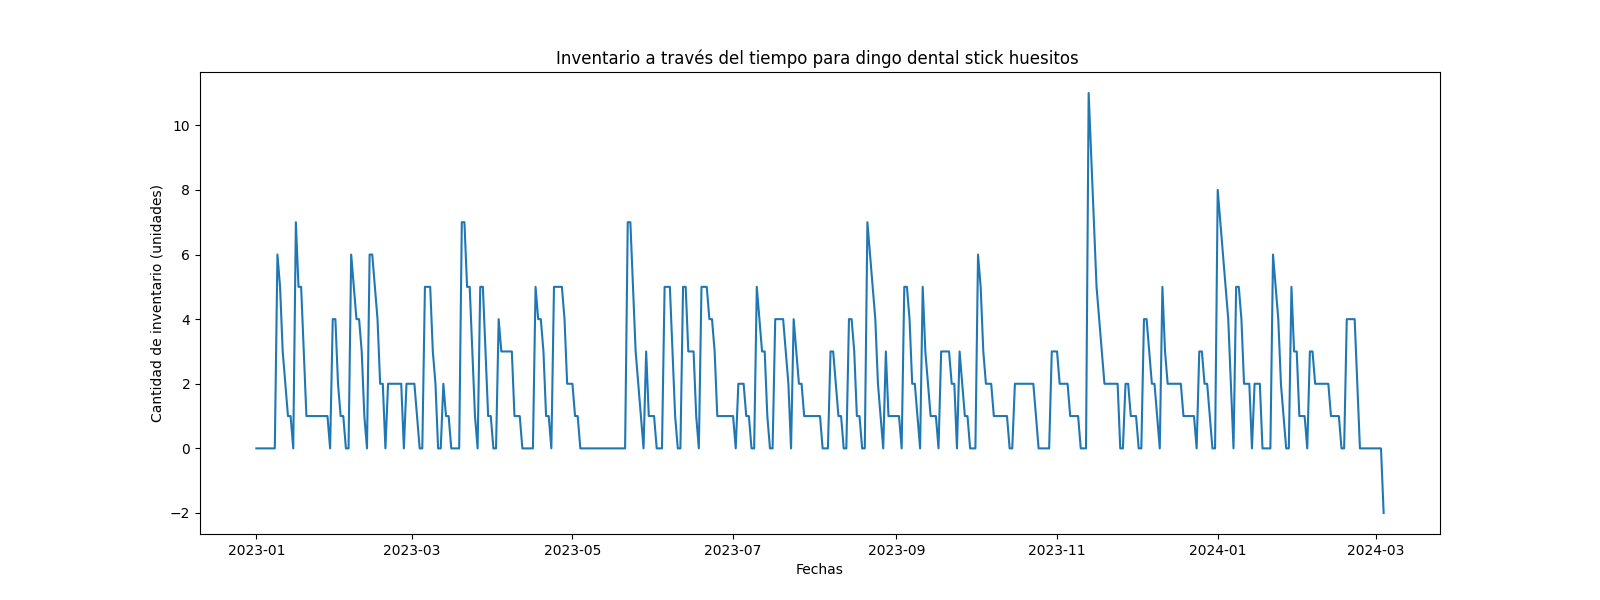 Inventario a través del tiempo para dingo dental stick huesitos
Cantidad de inventario (unidades)
10
8
6
4
2
0
−2
2023-01 2023-03 2023-05 2023-07 2023-09 2023-11 2024-01 2024-03
Fechas